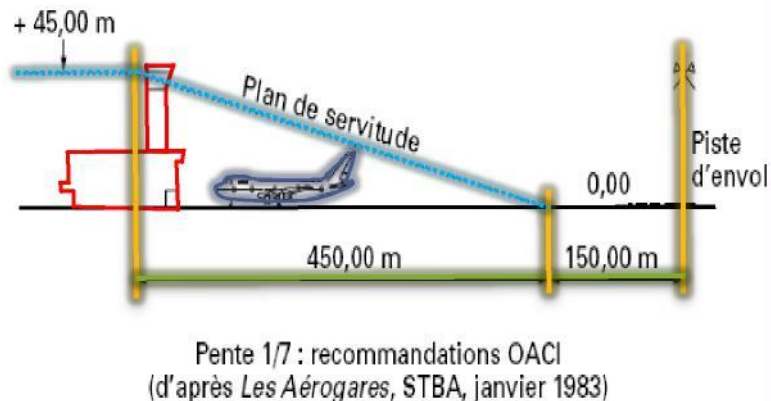 + 45,00 m
Plan de servitude
Piste
d'envol
0,00
450,00 m
150,00 m
Pente 1/7 : recommandations OACI
(d'après Les Aérogares, STBA, janvier 1983)